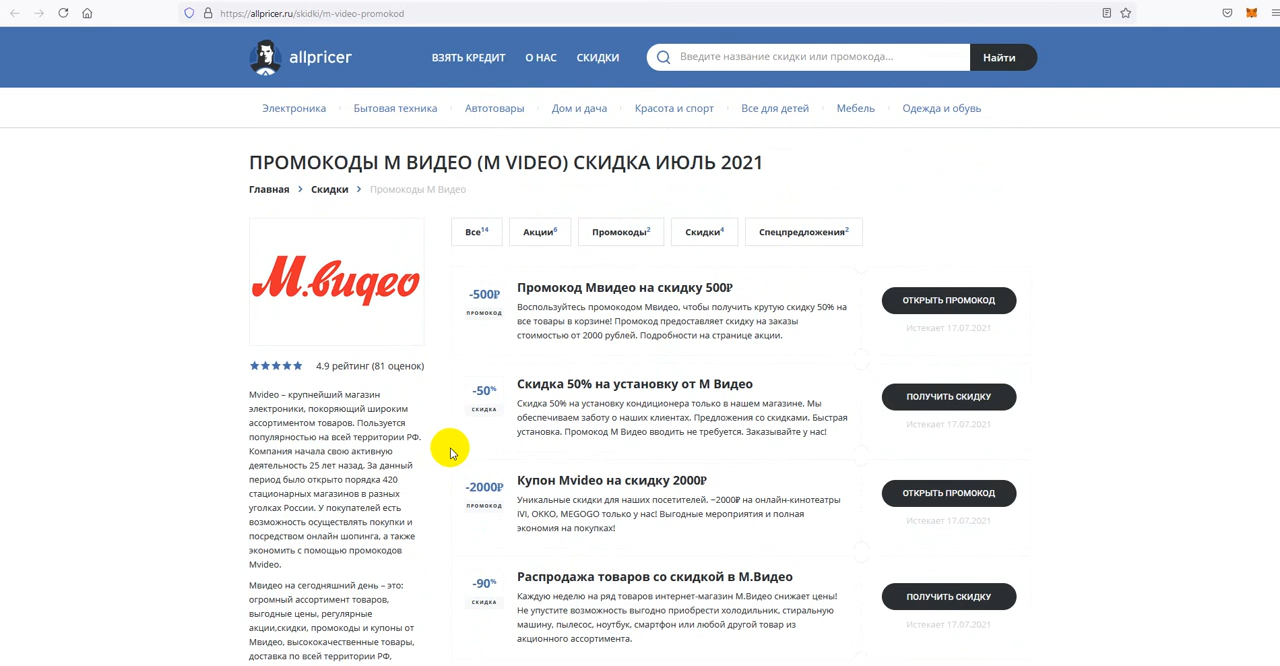 https://allpricer.ru/skidki/m-video-promokod
allpricer
ВЗЯТЬ КРЕДИТ
О НАС
СКИДКИ
Введите название скидки или промокода...
Найти
Электроника
Бытовая техника
Автотовары
Дом и дача
Красота и спорт
Все для детей
Мебель
Одежда и обувь
ПРОМОКОДЫ М ВИДЕО (M VIDEO) СКИДКА ИЮЛЬ 2021
Главная > Скидки > Промокоды М Видео
М.видео
4.9 рейтинг (81 оценок)
Mvideo – крупнейший магазин
электроники, покоряющий широким
ассортиментом товаров. Пользуется
популярностью на всей территории РФ.
Компания начала свою активную
деятельность 25 лет назад. За данный
период было открыто порядка 420
стационарных магазинов в разных
уголках России. У покупателей есть
возможность осуществлять покупки и
посредством онлайн шопинга, а также
экономить с помощью промокодов
Mvideo.
Мвидео на сегодняшний день – это:
огромный ассортимент товаров,
выгодные цены, регулярные
акции,скидки, промокоды и купоны от
Мвидео, высококачественные товары,
доставка по всей территории РФ,
Все 14
Акции 6
Промокоды 2
Скидки 4
Спецпредложения 2
-500₽
ПРОМОКОД
Промокод Мвидео на скидку 500₽
Воспользуйтесь промокодом Мвидео, чтобы получить крутую скидку 50% на
все товары в корзине! Промокод предоставляет скидку на заказы
стоимостью от 2000 рублей. Подробности на странице акции.
ОТКРЫТЬ ПРОМОКОД
Истекает 17.07.2021
-50%
СКИДКА
Скидка 50% на установку от М Видео
Скидка 50% на установку кондиционера только в нашем магазине. Мы
обеспечиваем заботу о наших клиентах. Предложения со скидками. Быстрая
установка. Промокод М Видео вводить не требуется. Заказывайте у нас!
ПОЛУЧИТЬ СКИДКУ
Истекает 17.07.2021
-2000₽
ПРОМОКОД
Купон Mvideo на скидку 2000₽
Уникальные скидки для наших посетителей. −2000₽ на онлайн-кинотеатры
IVI, OKKO, MEGOGO только у нас! Выгодные мероприятия и полная
экономия на покупках!
ОТКРЫТЬ ПРОМОКОД
Истекает 17.07.2021
-90%
СКИДКА
Распродажа товаров со скидкой в М.Видео
Каждую неделю на ряд товаров интернет-магазин М.Видео снижает цены!
Не упустите возможность выгодно приобрести холодильник, стиральную
машину, пылесос, ноутбук, смартфон или любой другой товар из
акционного ассортимента.
ПОЛУЧИТЬ СКИДКУ
Истекает 17.07.2021